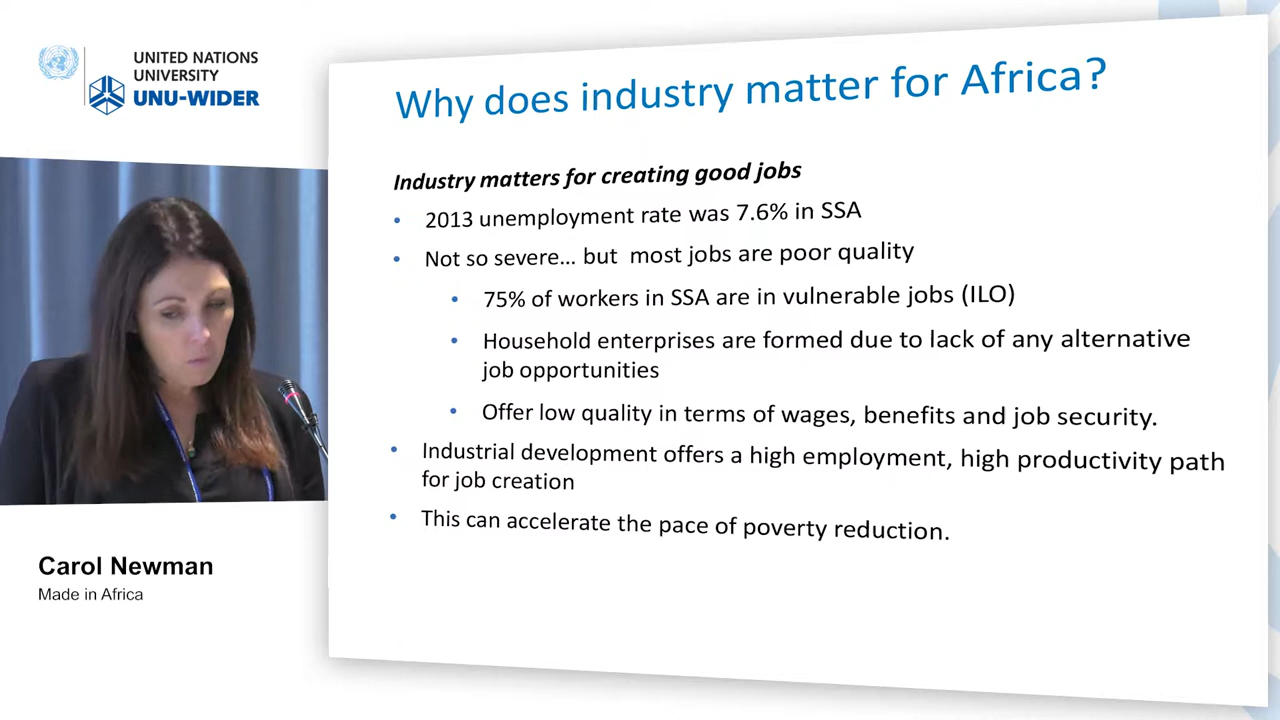 UNITED NATIONS
UNIVERSITY
UNU-WIDER
Why does industry matter for Africa?
Industry matters for creating good jobs
• 2013 unemployment rate was 7.6% in SSA
• Not so severe... but most jobs are poor quality
• 75% of workers in SSA are in vulnerable jobs (ILO)
• Household enterprises are formed due to lack of any alternative
job opportunities
• Offer low quality in terms of wages, benefits and job security.
• Industrial development offers a high employment, high productivity path
for job creation
• This can accelerate the pace of poverty reduction.
Carol Newman
Made in Africa